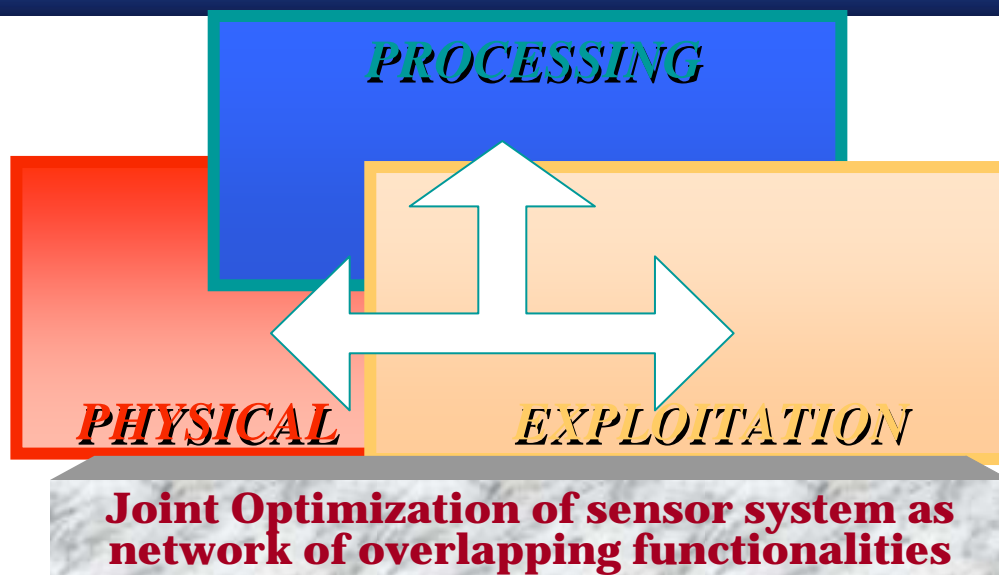 PROCESSING
PHYSICAL
EXPLOITATION
Joint Optimization of sensor system as
network of overlapping functionalities